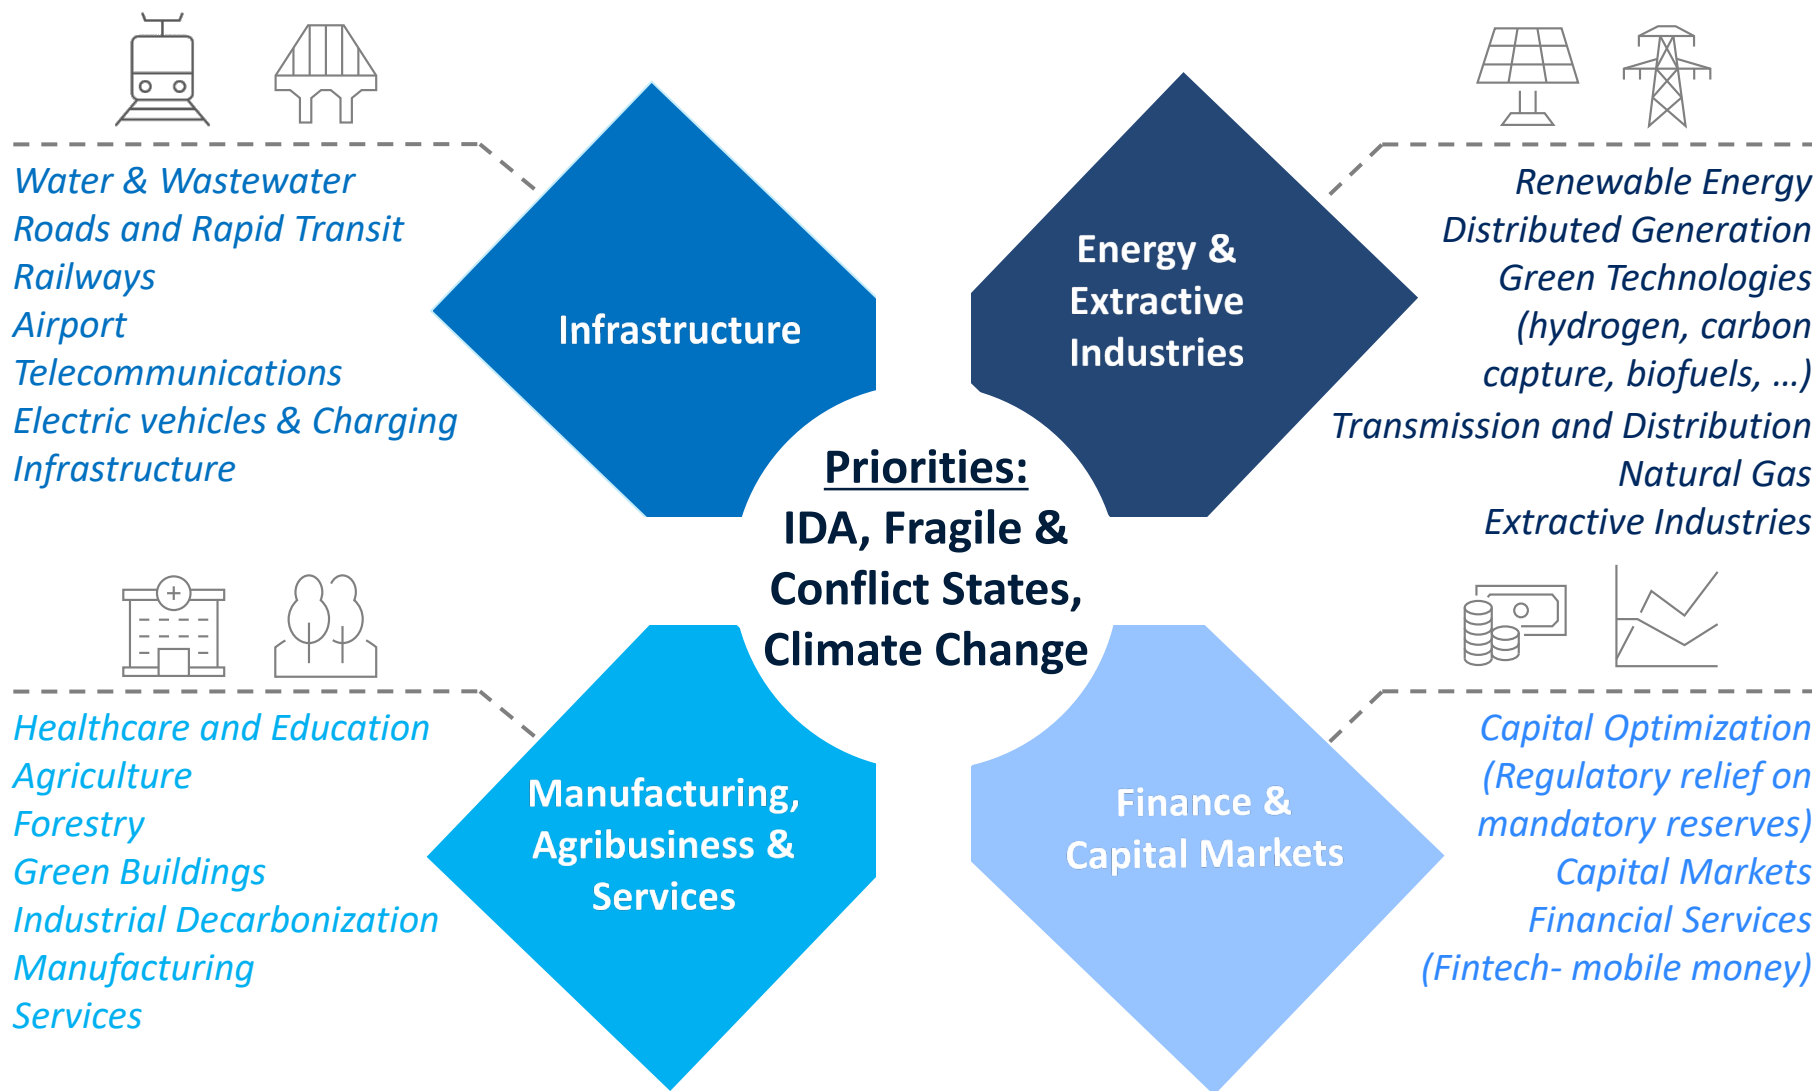 Water & Wastewater
Roads and Rapid Transit
Railways
Airport
Telecommunications
Electric vehicles & Charging
Infrastructure
Infrastructure
Energy &
Extractive
Industries
Renewable Energy
Distributed Generation
Green Technologies
(hydrogen, carbon
capture, biofuels, ...)
Transmission and Distribution
Natural Gas
Extractive Industries
Priorities:
IDA, Fragile &
Conflict States,
Climate Change
Healthcare and Education
Agriculture
Forestry
Green Buildings
Industrial Decarbonization
Manufacturing
Services
Manufacturing,
Agribusiness &
Services
Finance &
Capital Markets
Capital Optimization
(Regulatory relief on
mandatory reserves)
Capital Markets
Financial Services
(Fintech- mobile money)